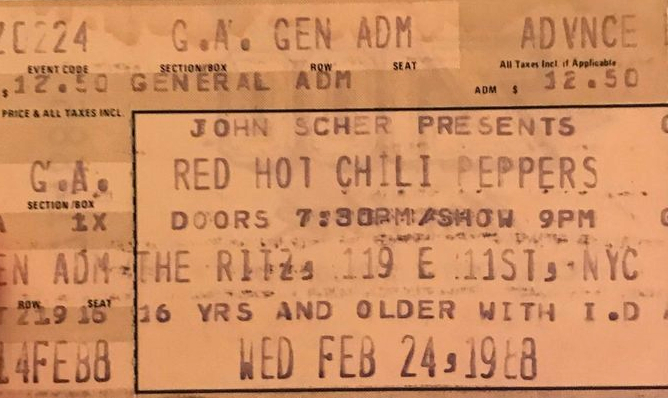 ZC224 G.A. GEN ADM ADVNCE
EVENT CODE SECTION/BOX ROW SEAT All Taxes Incl. if Applicable
$12.50 GENERAL ADM ADM $ 12.50
PRICE & ALL TAXES INCL.
JOHN SCHER PRESENTS
G.A. RED HOT CHILI PEPPERS
SECTION/BOX
1X DOORS 7:30PM/SHOW 9PM
EN ADM THE RITZ, 119 E 11ST, NYC
ROW SEAT
219 16 16 YRS AND OLDER WITH I.D
14FEB8 WED FEB 24,1988